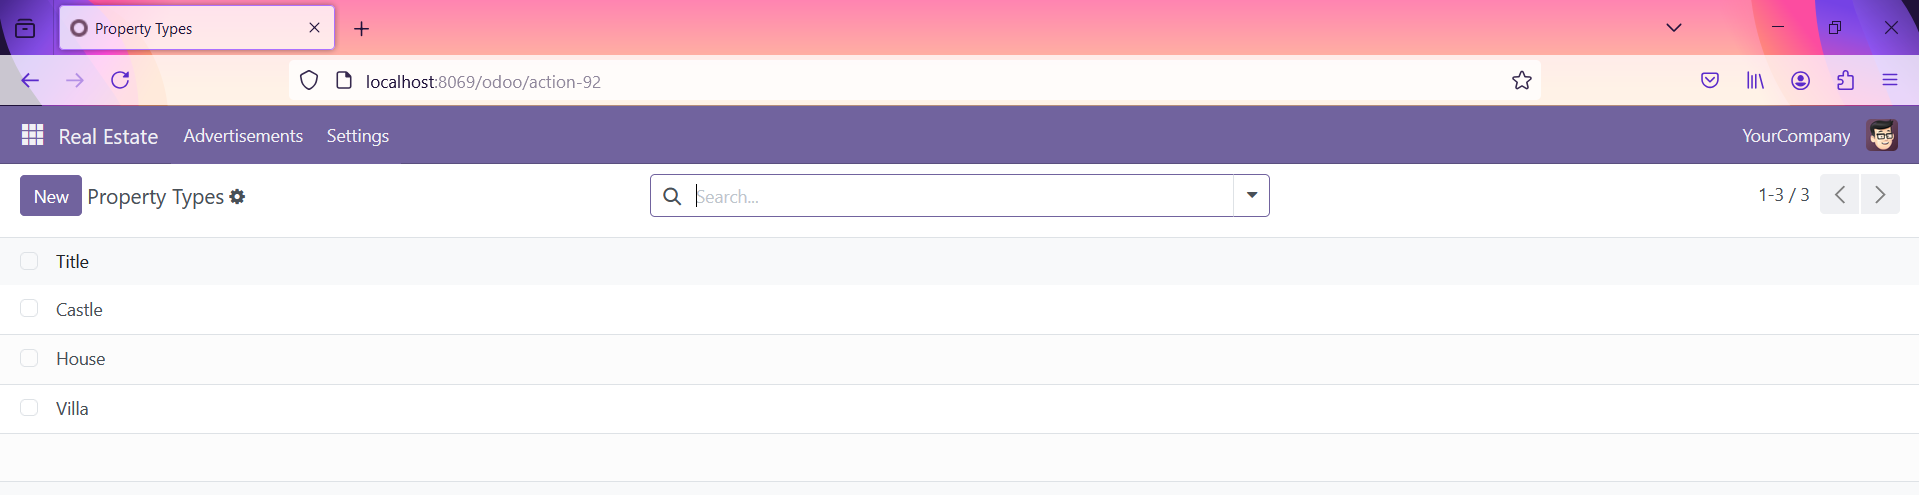 Property Types
localhost:8069/odoo/action-92
Real Estate Advertisements Settings YourCompany
New Property Types Search... 1-3 / 3
Title
Castle
House
Villa